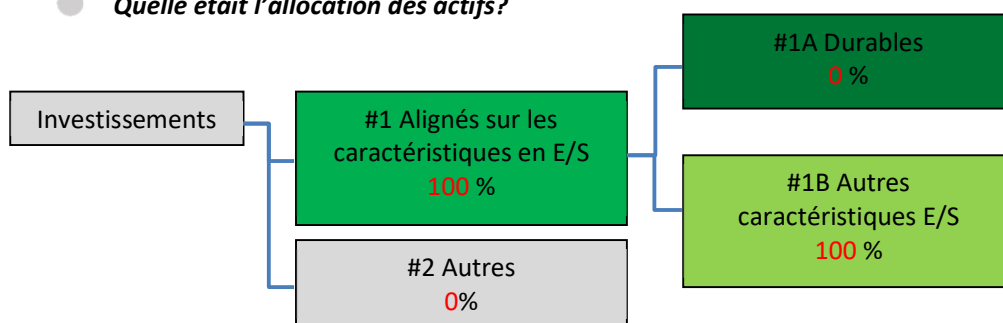 Quelle était l'allocation des actifs?
Investissements
#1 Alignés sur les
caractéristiques en E/S
100 %
#2 Autres
0%
#1A Durables
0 %
#1B Autres
caractéristiques E/S
100 %